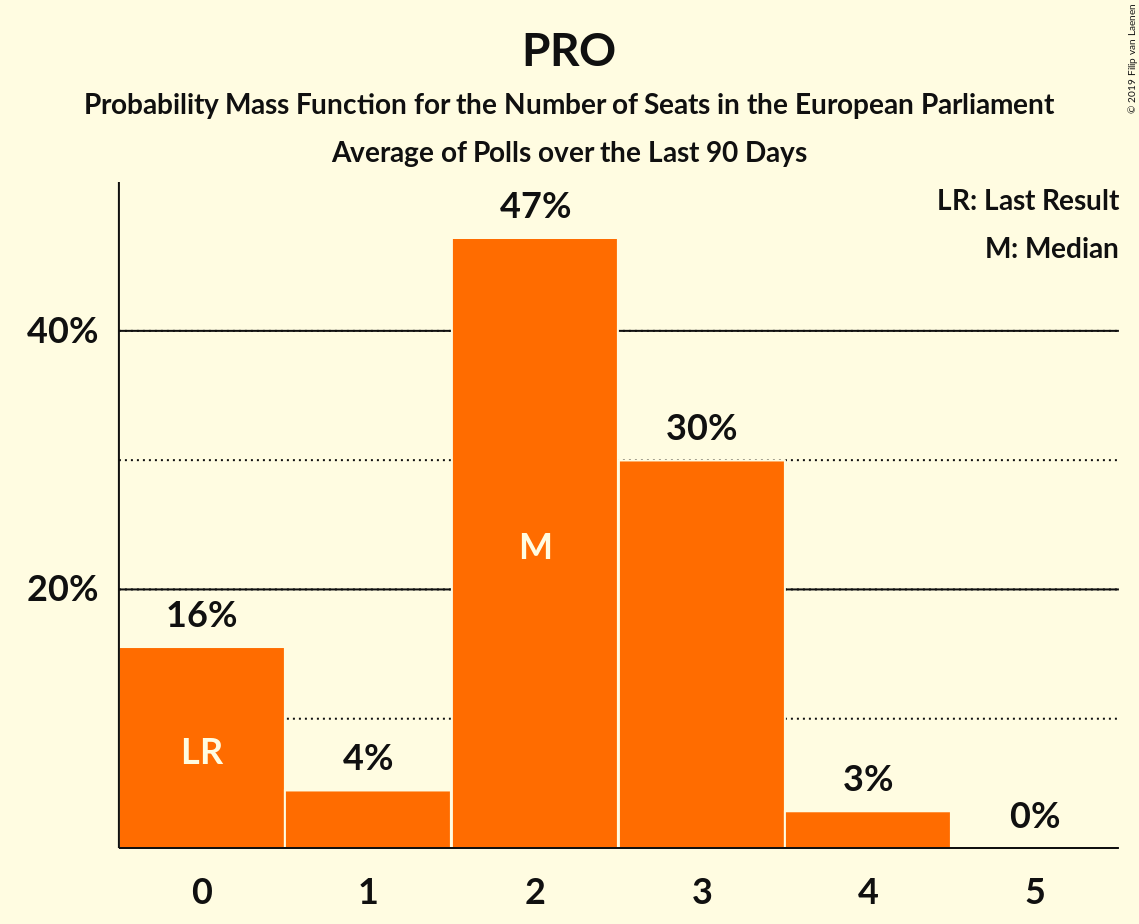 PRO
Probability Mass Function for the Number of Seats in the European Parliament
Average of Polls over the Last 90 Days
© 2019 Filip van Laenen
LR: Last Result
M: Median
47%
40%
30%
M
20%
16%
LR
4%
3%
0%
0 1 2 3 4 5